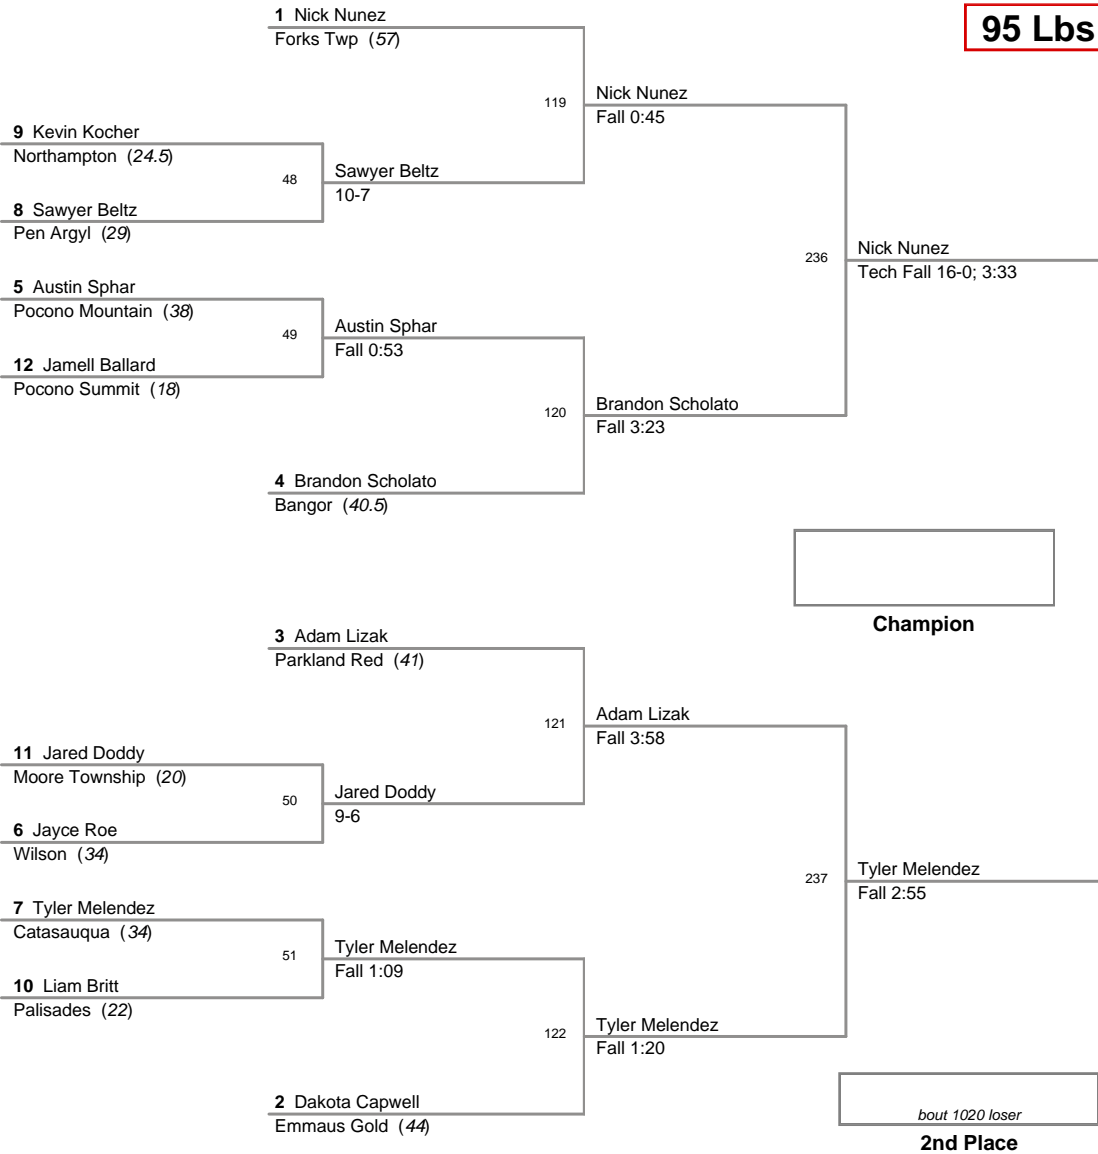 1 Nick Nunez
Forks Twp (57)
95 Lbs
119
Nick Nunez
Fall 0:45
9 Kevin Kocher
Northampton (24.5)
48
Sawyer Beltz
10-7
8 Sawyer Beltz
Pen Argyl (29)
236
Nick Nunez
Tech Fall 16-0; 3:33
5 Austin Sphar
Pocono Mountain (38)
49
Austin Sphar
Fall 0:53
12 Jamell Ballard
Pocono Summit (18)
120
Brandon Scholato
Fall 3:23
4 Brandon Scholato
Bangor (40.5)
Champion
3 Adam Lizak
Parkland Red (41)
121
Adam Lizak
Fall 3:58
11 Jared Doddy
Moore Township (20)
50
Jared Doddy
9-6
6 Jayce Roe
Wilson (34)
237
Tyler Melendez
Fall 2:55
7 Tyler Melendez
Catasauqua (34)
51
Tyler Melendez
Fall 1:09
10 Liam Britt
Palisades (22)
122
Tyler Melendez
Fall 1:20
2 Dakota Capwell
Emmaus Gold (44)
bout 1020 loser
2nd Place